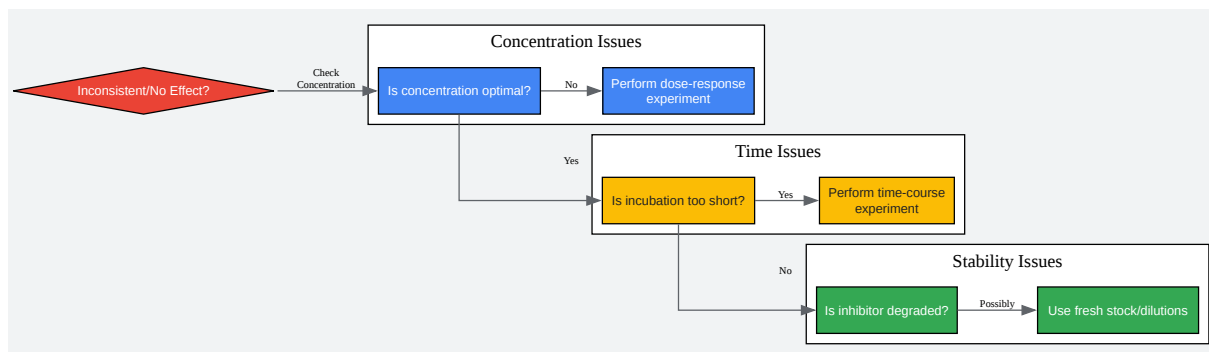 Concentration Issues
Inconsistent/No Effect?
Check
Concentration
Is concentration optimal?
No
Perform dose-response
experiment
Time Issues
Yes
Is incubation too short?
Yes
Perform time-course
experiment
Stability Issues
No
Is inhibitor degraded?
Possibly
Use fresh stock/dilutions